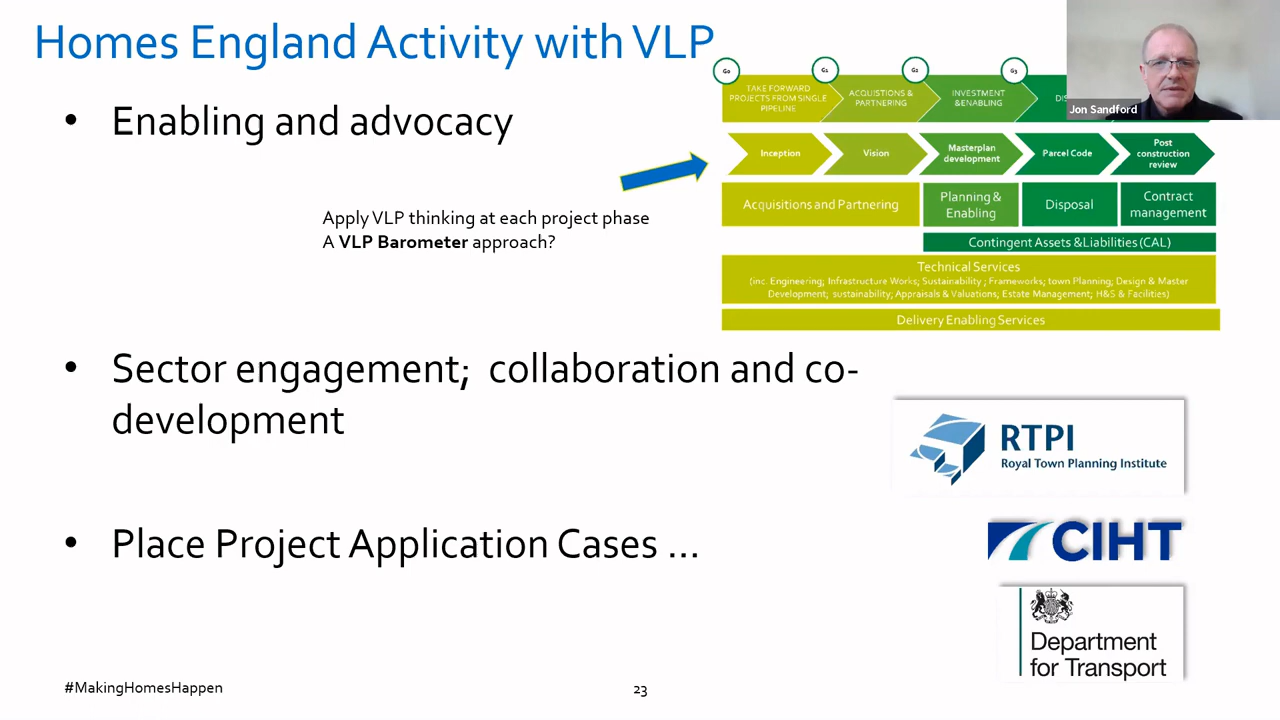 Homes England Activity with VLP
• Enabling and advocacy
Apply VLP thinking at each project phase
A VLP Barometer approach?
G0
G1
G2
G3
TAKE FORWARD
PROJECTS FROM SINGLE
PIPELINE
ACQUISTIONS &
PARTNERING
INVESTMENT
&ENABLING
Jon Sandford
Inception
Vision
Masterplan
development
Parcel Code
Post
construction
review
Acquisitions and Partnering
Planning &
Enabling
Disposal
Contract
management
Contingent Assets &Liabilities (CAL)
Technical Services
(inc. Engineering; Infrastructure Works; Sustainability ; Frameworks; town Planning; Design & Master
Development; sustainability; Appraisals & Valuations; Estate Management; H&S & Facilities)
Delivery Enabling Services
• Sector engagement; collaboration and co-
development
RTPI
Royal Town Planning Institute
• Place Project Application Cases ...
CIHT
Department
for Transport
#MakingHomesHappen
23